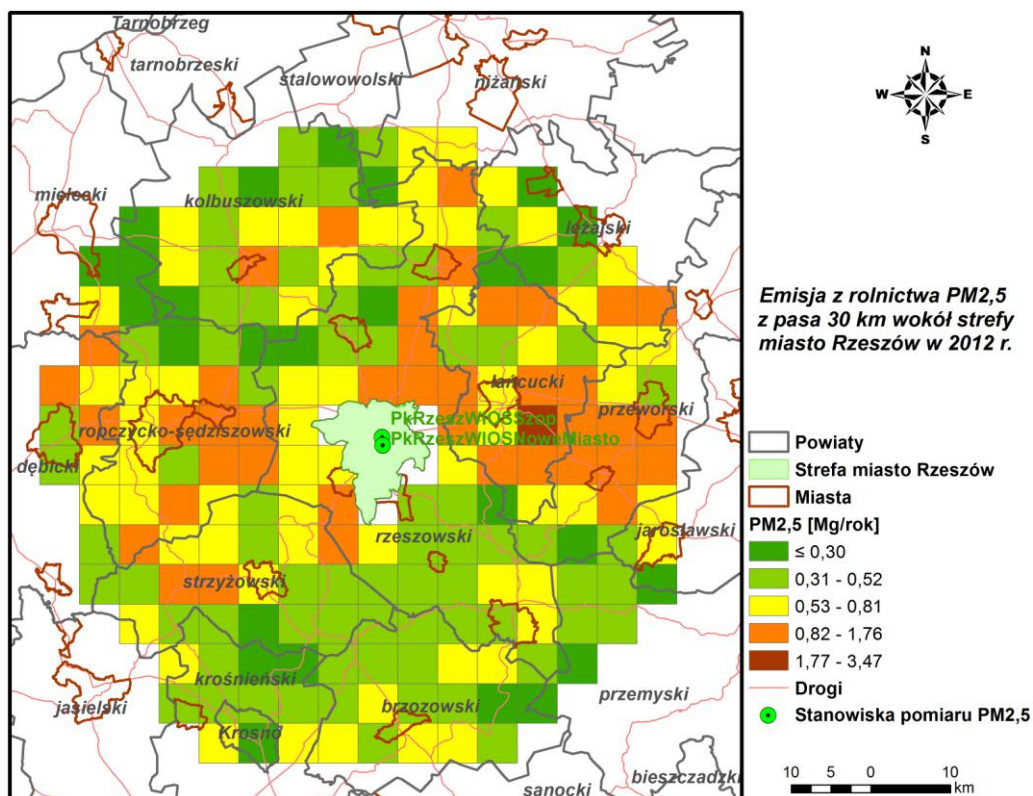 Tarnobrzeg
tarnobrzeski
stalowowolski
niżański
mielecki
kolbuszowski
leżajski
łańcucki
PkRzeszWIOSSzop
przeworski
ropczycko-sędziszowski
PkRzeszWIOSNoweMiasto
dębicki
rzeszowski
jarosławski
strzyżowski
krośnieński
przemyski
jasielski
brzozowski
Krosno
bieszczadzki
sanocki
N
W
E
S
Emisja z rolnictwa PM2,5
z pasa 30 km wokół strefy
miasto Rzeszów w 2012 r.
Powiaty
Strefa miasto Rzeszów
Miasta
PM2,5 [Mg/rok]
≤ 0,30
0,31 - 0,52
0,53 - 0,81
0,82 - 1,76
1,77 - 3,47
Drogi
Stanowiska pomiaru PM2,5
10 5 0 10
km